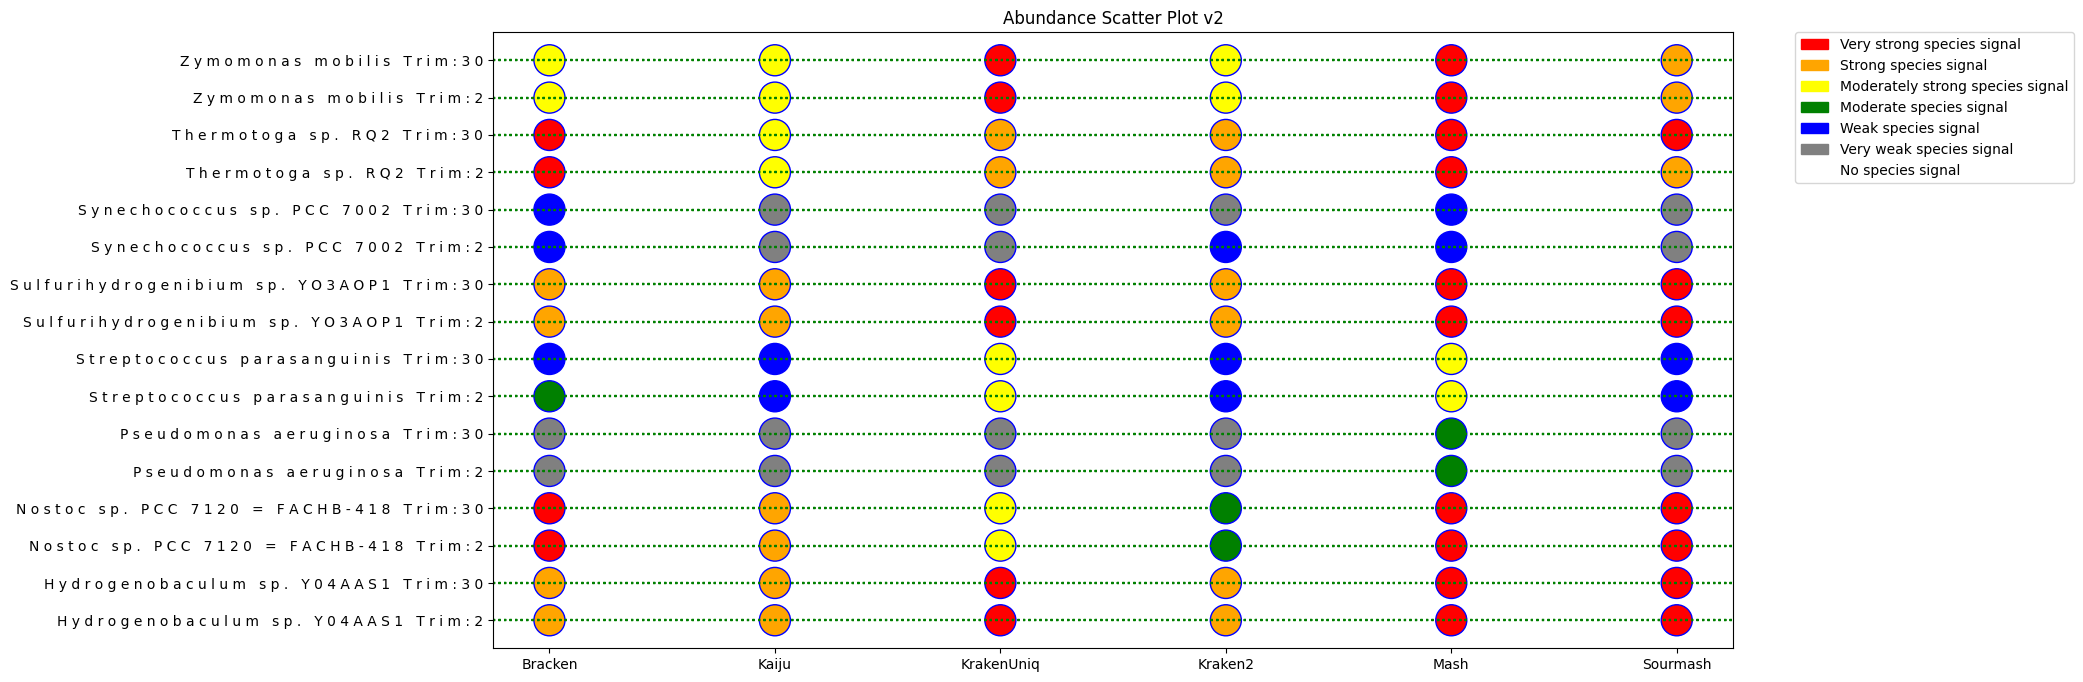 Abundance Scatter Plot v2
Zymomonas mobilis Trim:30
Zymomonas mobilis Trim:2
Thermotoga sp. RQ2 Trim:30
Thermotoga sp. RQ2 Trim:2
Synechococcus sp. PCC 7002 Trim:30
Synechococcus sp. PCC 7002 Trim:2
Sulfurihydrogenibium sp. YO3AOP1 Trim:30
Sulfurihydrogenibium sp. YO3AOP1 Trim:2
Streptococcus parasanguinis Trim:30
Streptococcus parasanguinis Trim:2
Pseudomonas aeruginosa Trim:30
Pseudomonas aeruginosa Trim:2
Nostoc sp. PCC 7120 = FACHB-418 Trim:30
Nostoc sp. PCC 7120 = FACHB-418 Trim:2
Hydrogenobaculum sp. Y04AAS1 Trim:30
Hydrogenobaculum sp. Y04AAS1 Trim:2
Bracken Kaiju KrakenUniq Kraken2 Mash Sourmash
Very strong species signal
Strong species signal
Moderately strong species signal
Moderate species signal
Weak species signal
Very weak species signal
No species signal